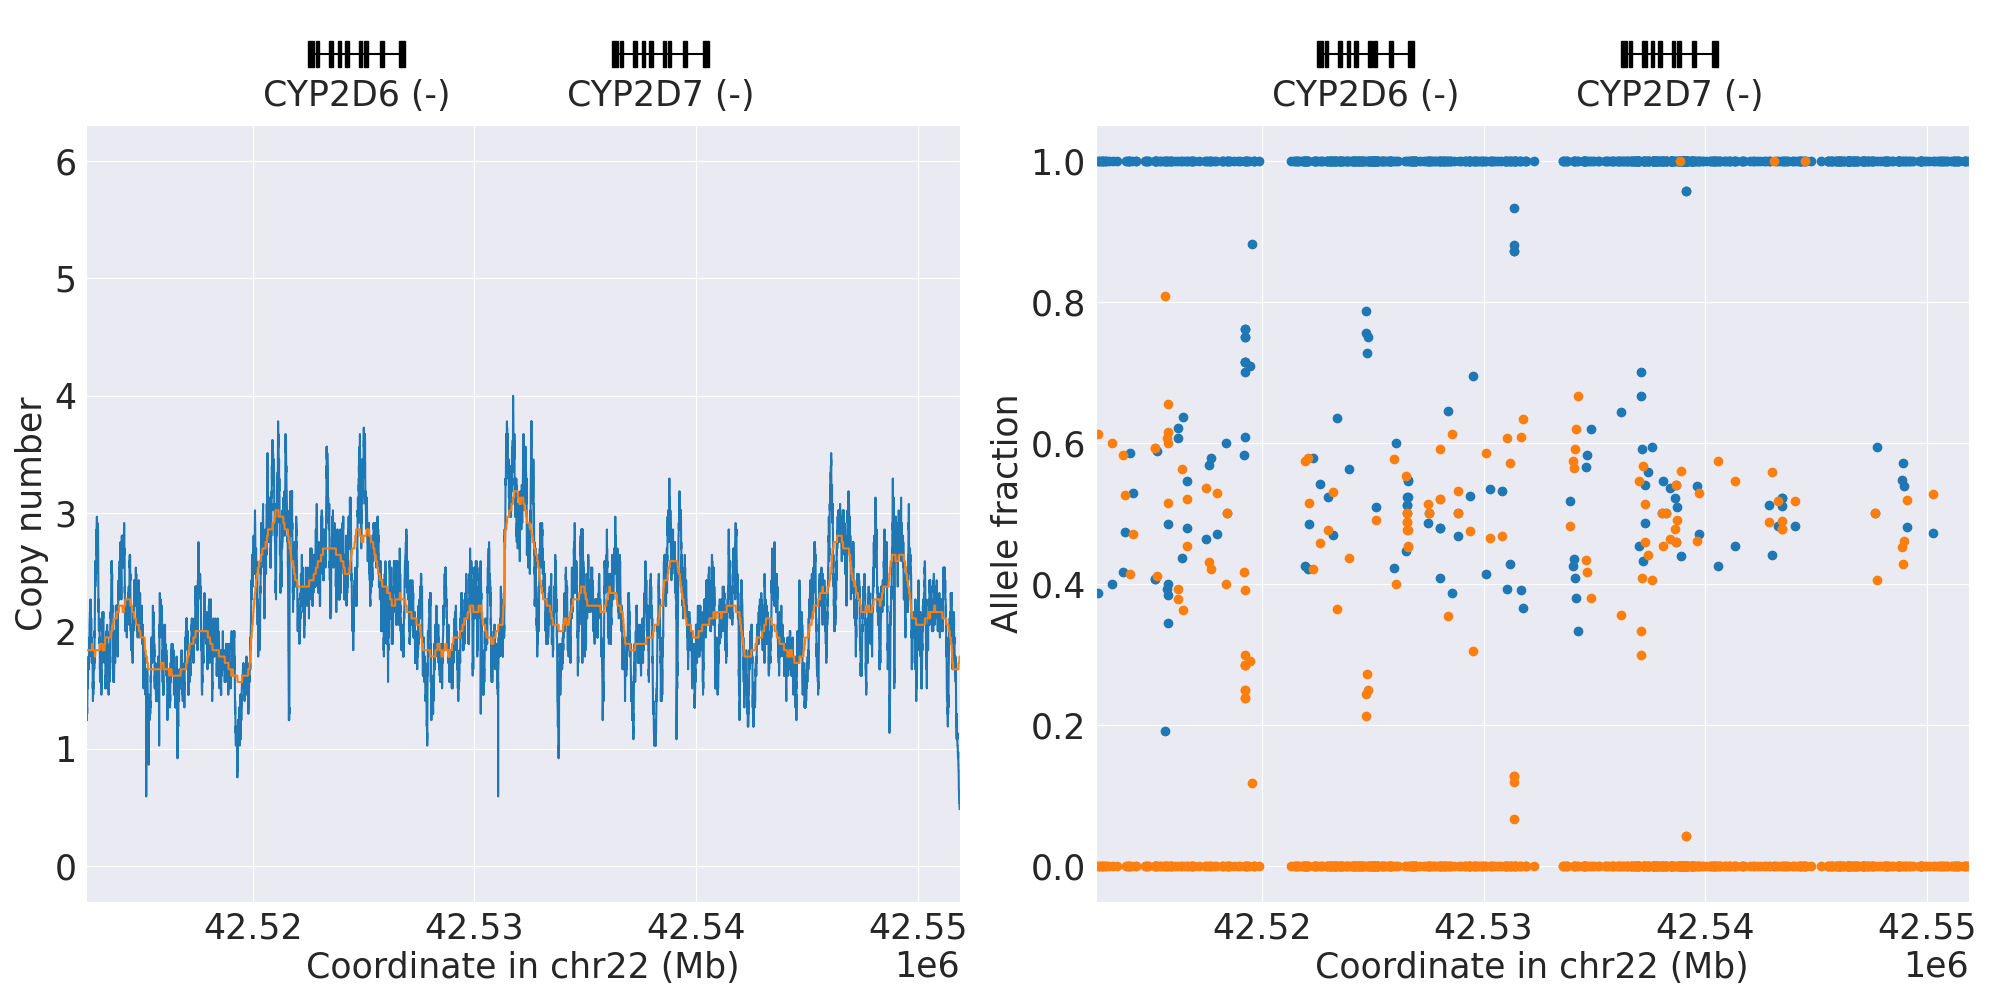 CYP2D6 (-)
CYP2D7 (-)
6
5
4
3
2
1
0
Copy number
42.52
42.53
42.54
42.55
Coordinate in chr22 (Mb)
1e6
CYP2D6 (-)
CYP2D7 (-)
1.0
0.8
0.6
0.4
0.2
0.0
Allele fraction
42.52
42.53
42.54
42.55
Coordinate in chr22 (Mb)
1e6